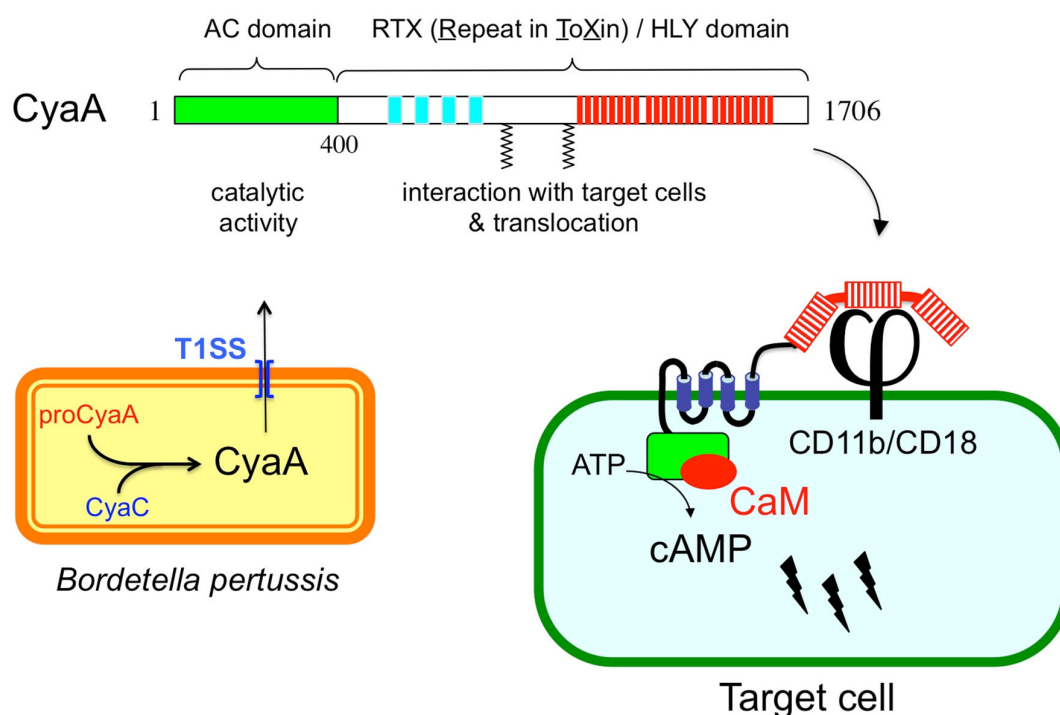 AC domain
RTX (Repeat in ToXin) / HLY domain
CyaA
1
1706
400
catalytic
activity
interaction with target cells
& translocation
T1SS
proCyaA
CyaA
CyaC
Bordetella pertussis
CD11b/CD18
ATP
CaM
cAMP
Target cell